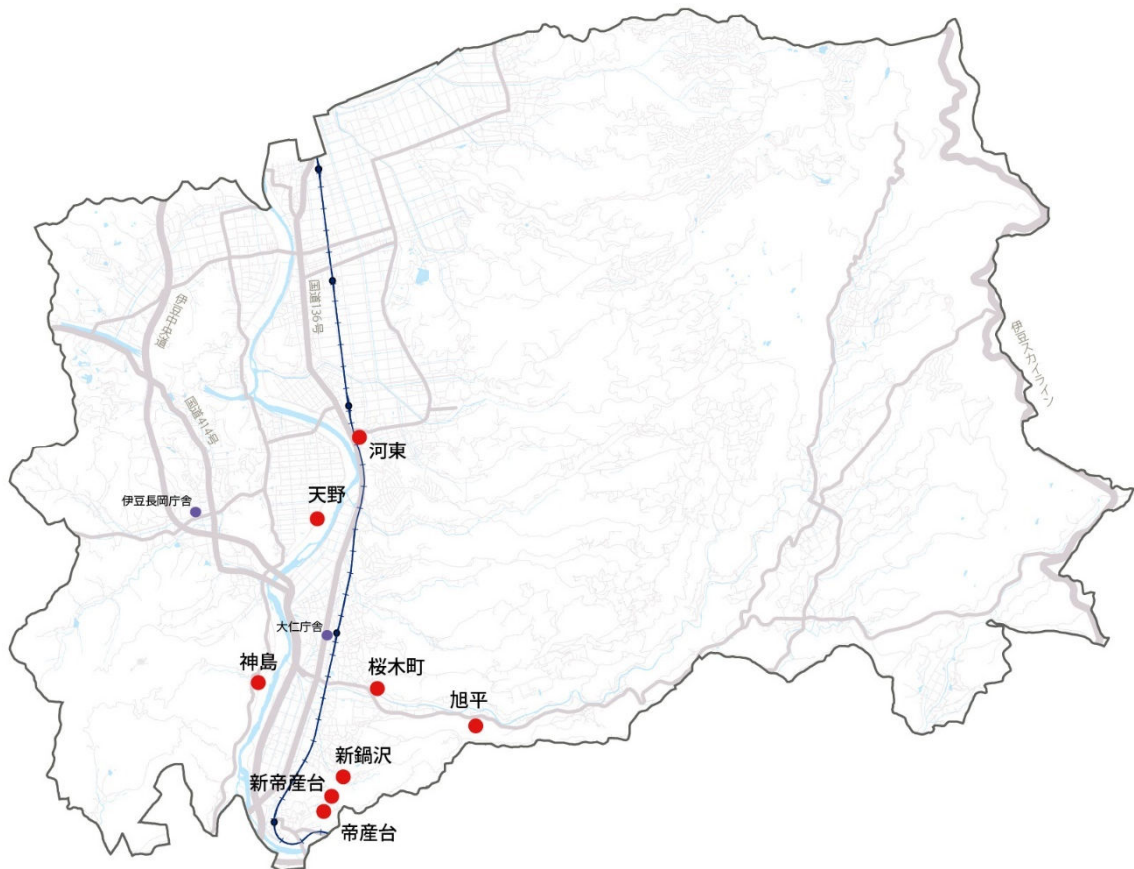 国道136号
伊豆中央道
伊豆スカイライン
国道414号
河東
天野
伊豆長岡庁舎
大仁庁舎
神島
桜木町
旭平
新鍋沢
新帝産台
帝産台